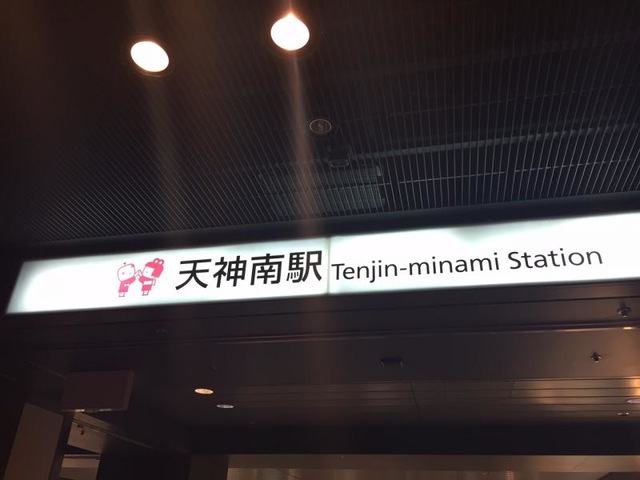 天神南駅 Tenjin-minami Station